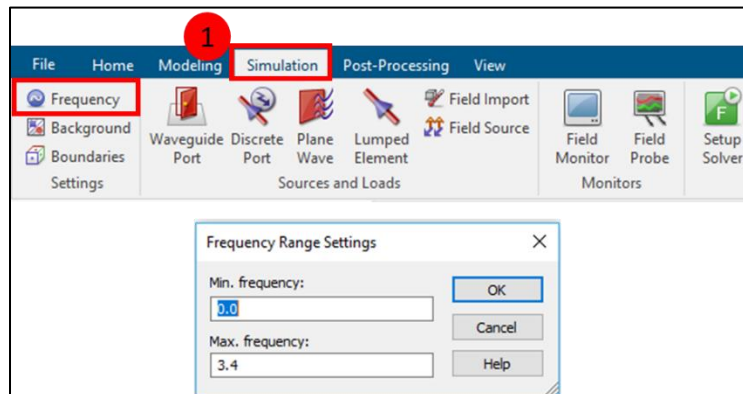 1
File Home Modeling Simulation Post-Processing View
Frequency
Background
Boundaries
Settings
Waveguide Port
Discrete Port
Plane Wave
Lumped Element
Field Import
Field Source
Sources and Loads
Field Monitor
Field Probe
Monitors
Setup Solver
F
Frequency Range Settings
Min. frequency:
0.0
Max. frequency:
3.4
OK
Cancel
Help